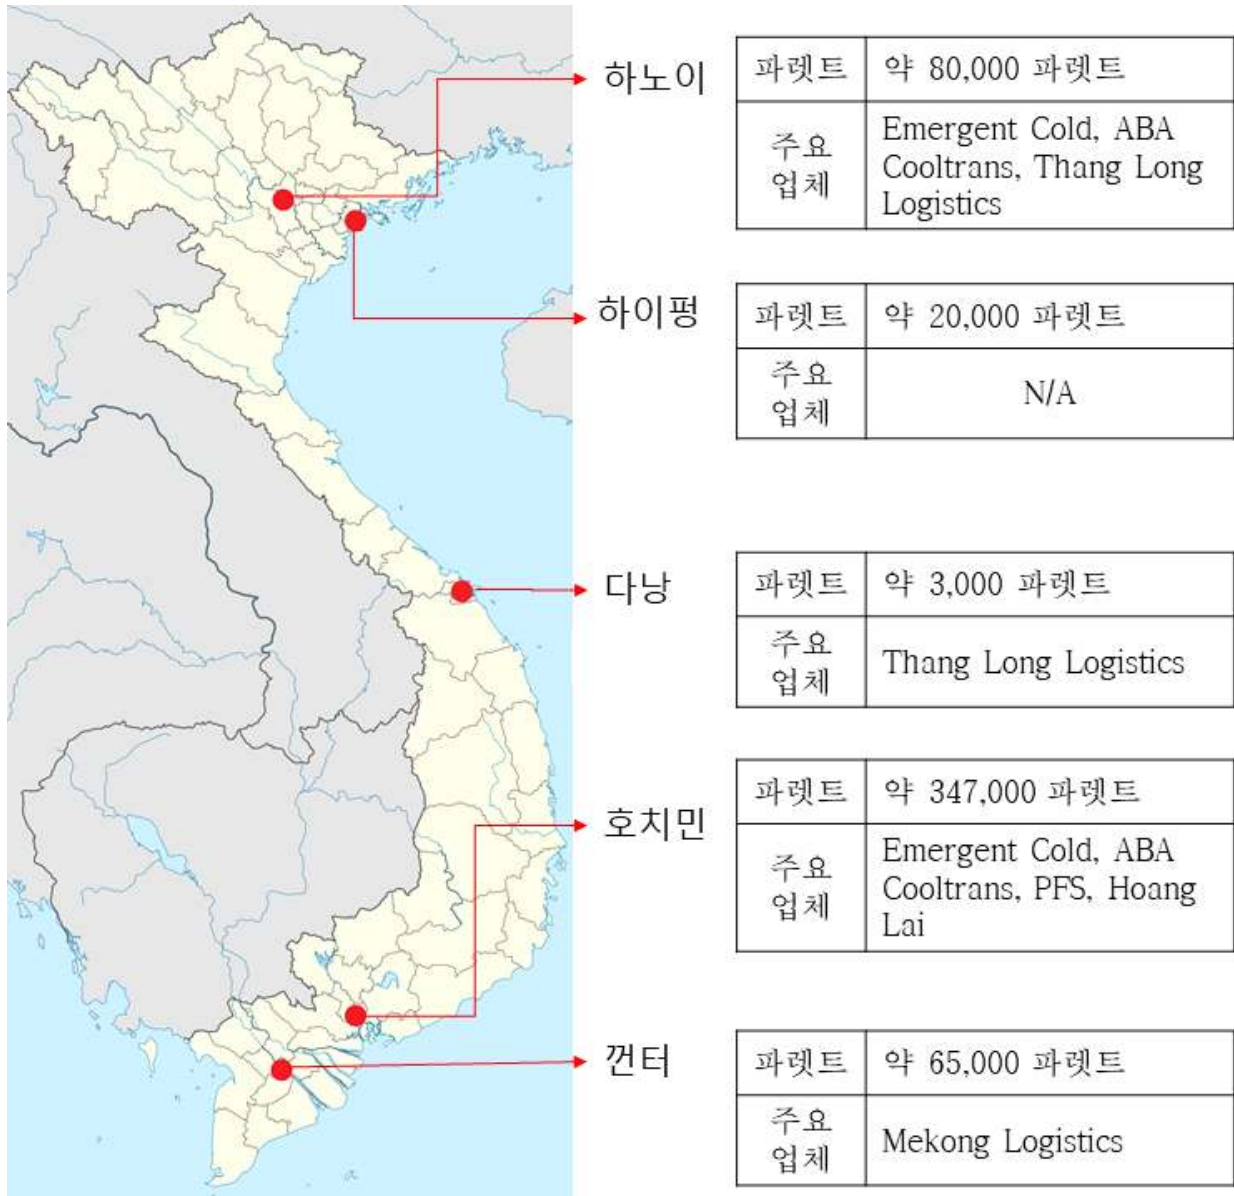 하노이
파렛트 약 80,000 파렛트
주요
업체
Emergent Cold, ABA
Cooltrans, Thang Long
Logistics
하이펑
파렛트 약 20,000 파렛트
주요
업체
N/A
다낭
파렛트 약 3,000 파렛트
주요
업체
Thang Long Logistics
호치민
파렛트 약 347,000 파렛트
주요
업체
Emergent Cold, ABA
Cooltrans, PFS, Hoang
Lai
껀터
파렛트 약 65,000 파렛트
주요
업체
Mekong Logistics